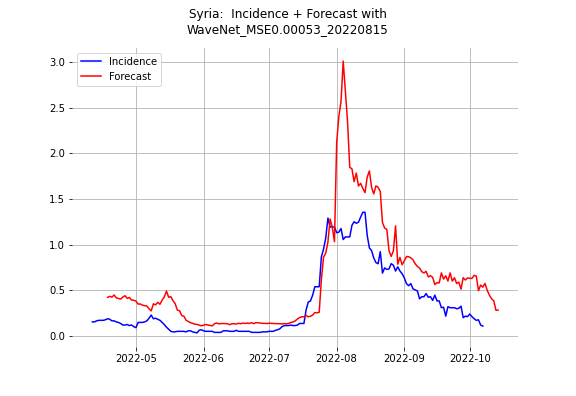 Syria:  Incidence + Forecast with
WaveNet_MSE0.00053_20220815
Incidence
Forecast
3.0
2.5
2.0
1.5
1.0
0.5
0.0
2022-05 2022-06 2022-07 2022-08 2022-09 2022-10